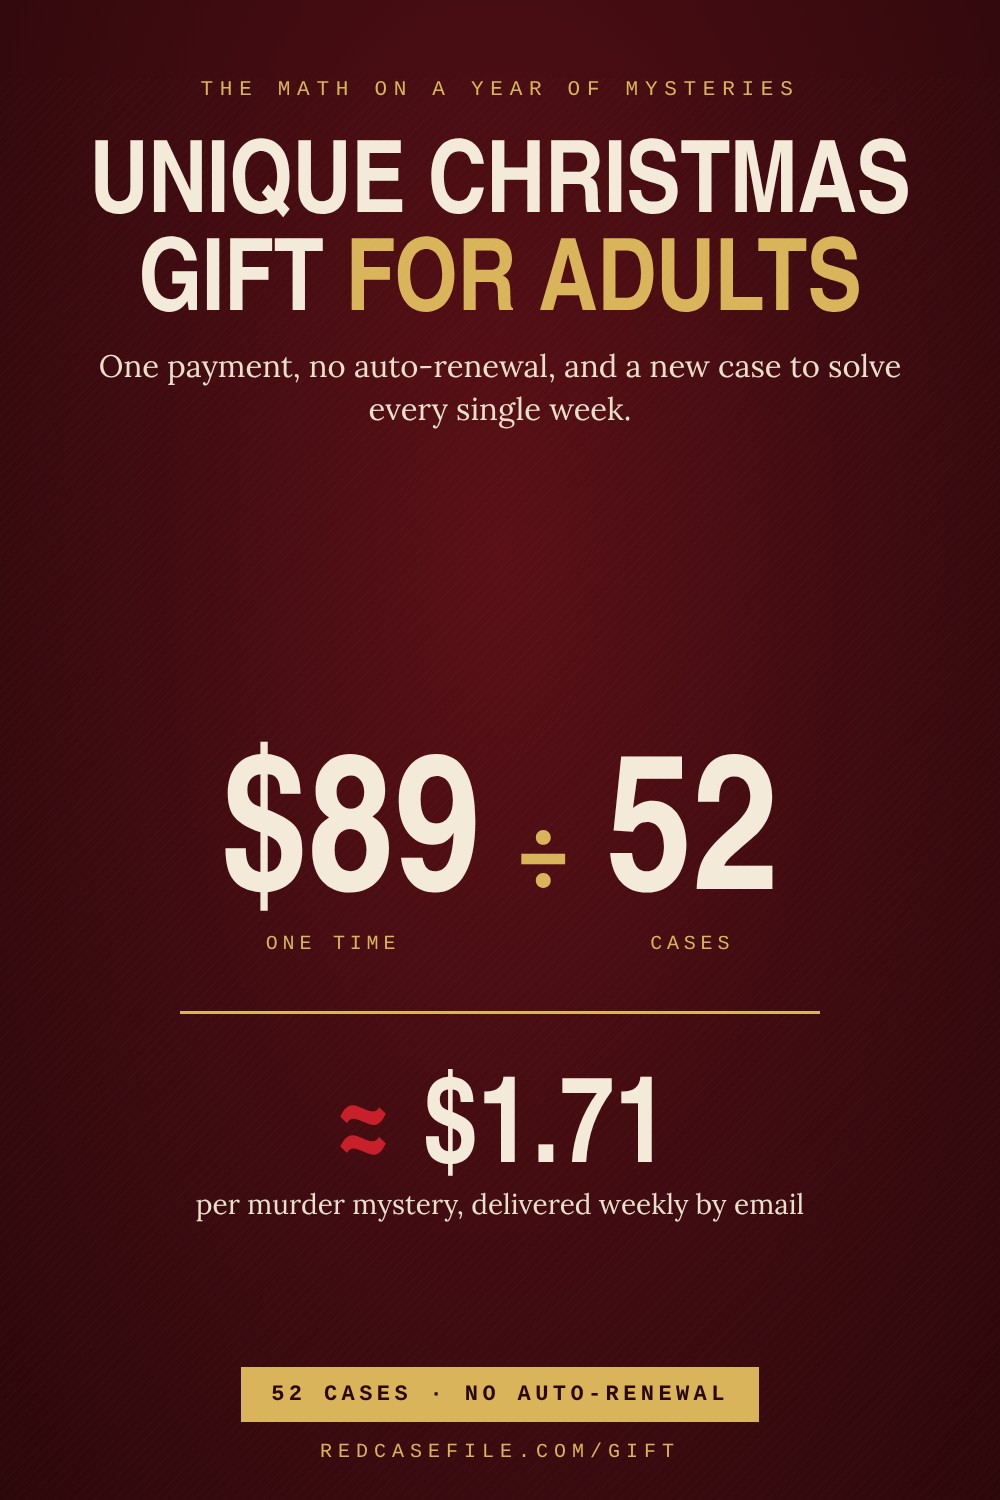 THE MATH ON A YEAR OF MYSTERIES
UNIQUE CHRISTMAS
GIFT FOR ADULTS
One payment, no auto-renewal, and a new case to solve
every single week.
$89 ÷ 52
ONE TIME CASES
≈ $1.71
per murder mystery, delivered weekly by email
52 CASES · NO AUTO-RENEWAL
REDCASEFILE.COM/GIFT